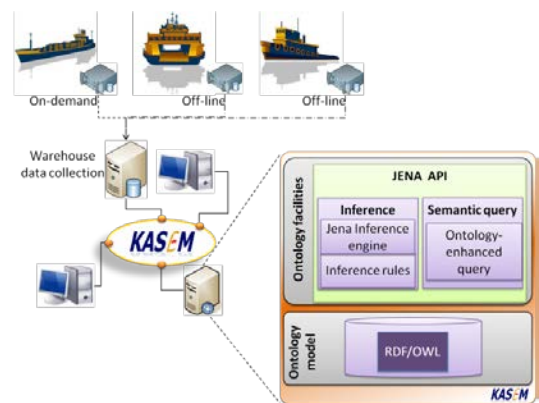 On-demand
Off-line
Off-line
Warehouse
data collection
KASEM
Ontology facilities
JENA API
Inference
Jena Inference
engine
Inference rules
Semantic query
Ontology-
enhanced
query
Ontology
model
RDF/OWL
KASEM